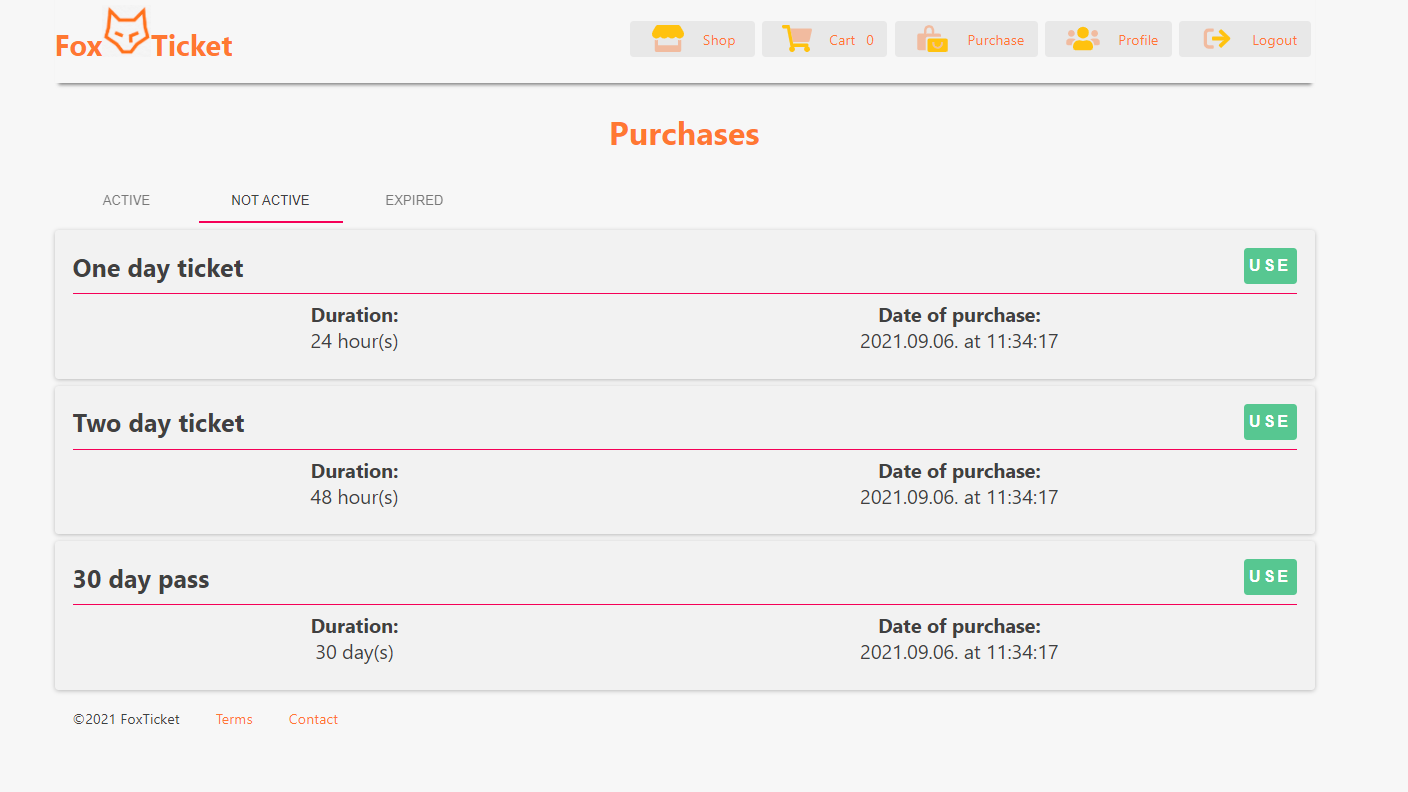 Fox Ticket
Shop
Cart 0
Purchase
Profile
Logout
Purchases
ACTIVE
NOT ACTIVE
EXPIRED
One day ticket
USE
Duration:
24 hour(s)
Date of purchase:
2021.09.06. at 11:34:17
Two day ticket
USE
Duration:
48 hour(s)
Date of purchase:
2021.09.06. at 11:34:17
30 day pass
USE
Duration:
30 day(s)
Date of purchase:
2021.09.06. at 11:34:17
©2021 FoxTicket
Terms
Contact